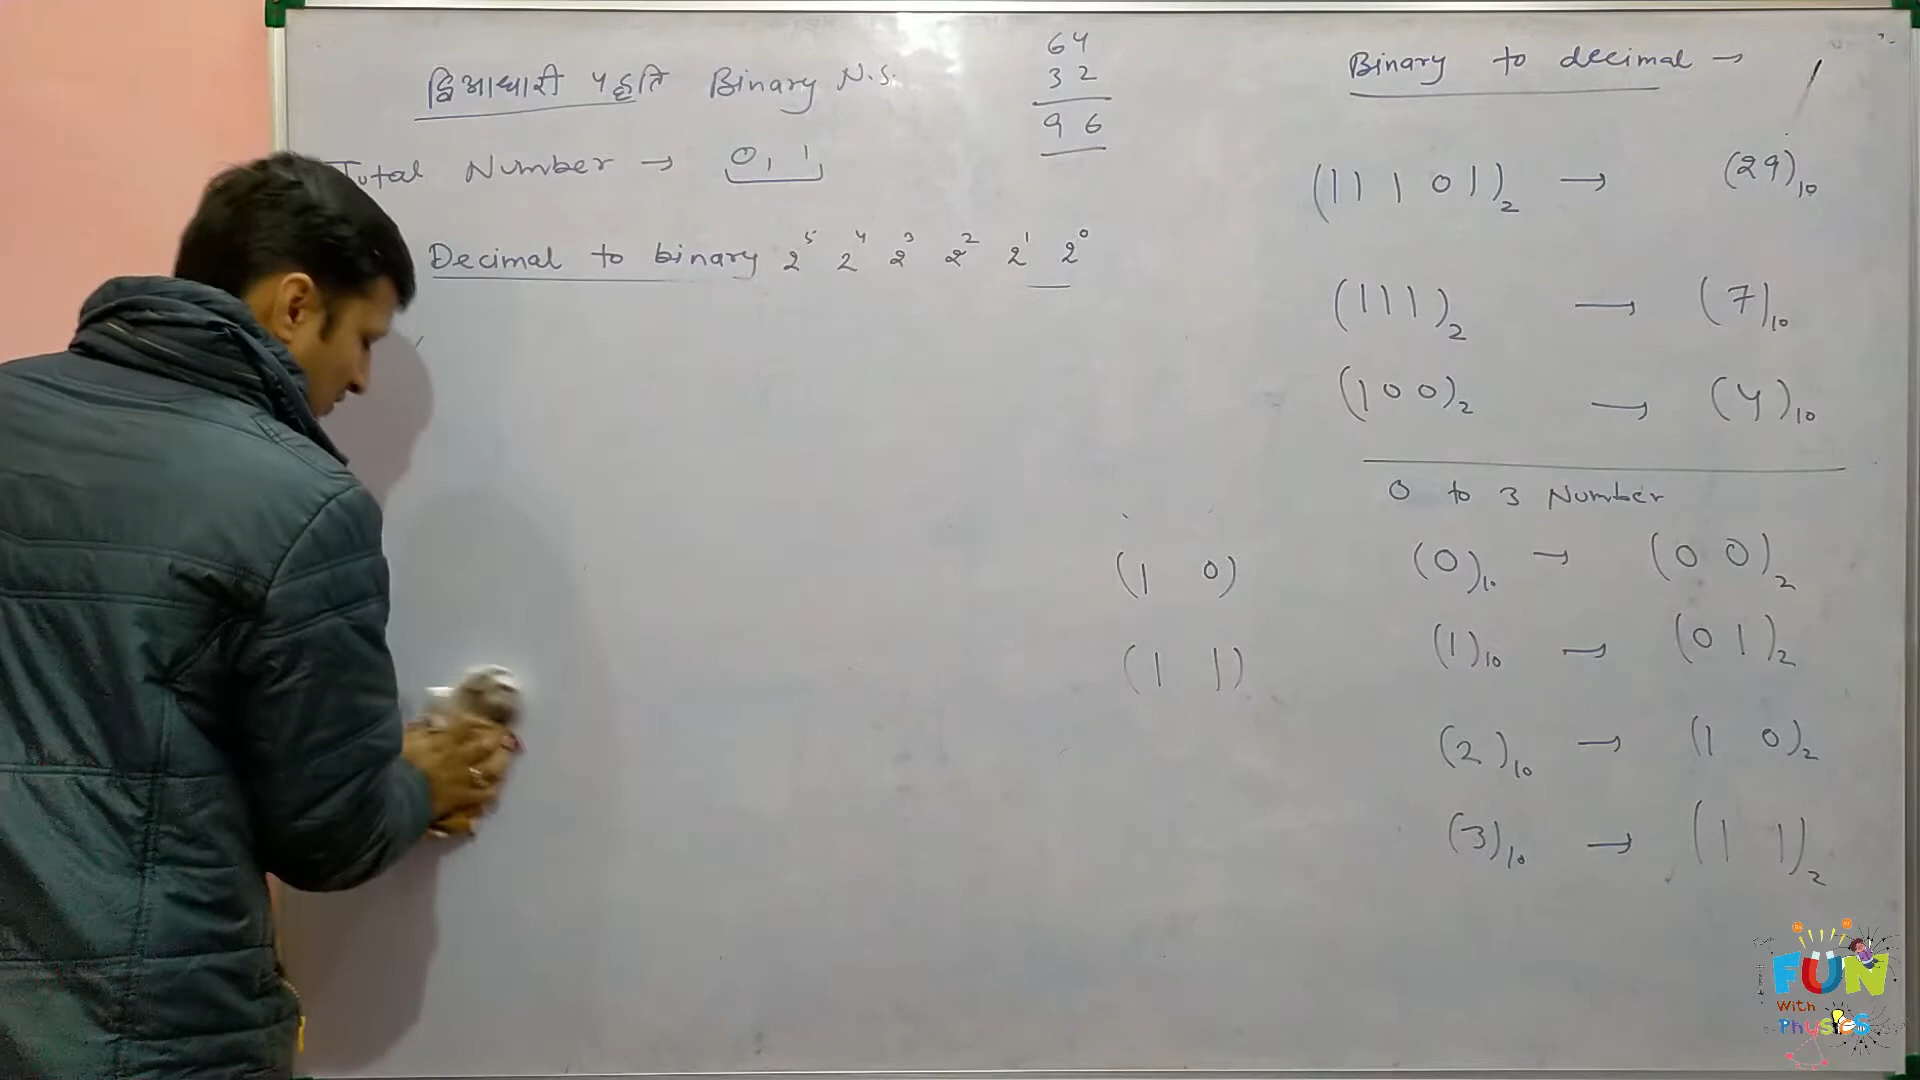 द्विआधारी पद्धति Binary N.S.
64
32
96
Total Number → 0, 1
Decimal to binary 2⁵ 2⁴ 2³ 2² 2¹ 2⁰
(1 0)
(1 1)
Binary to decimal →
(11101)₂ → (29)₁₀
(111)₂ → (7)₁₀
(100)₂ → (4)₁₀
0 to 3 Number
(0)₁₀ → (0 0)₂
(1)₁₀ → (0 1)₂
(2)₁₀ → (1 0)₂
(3)₁₀ → (1 1)₂
FUN
With
Physics